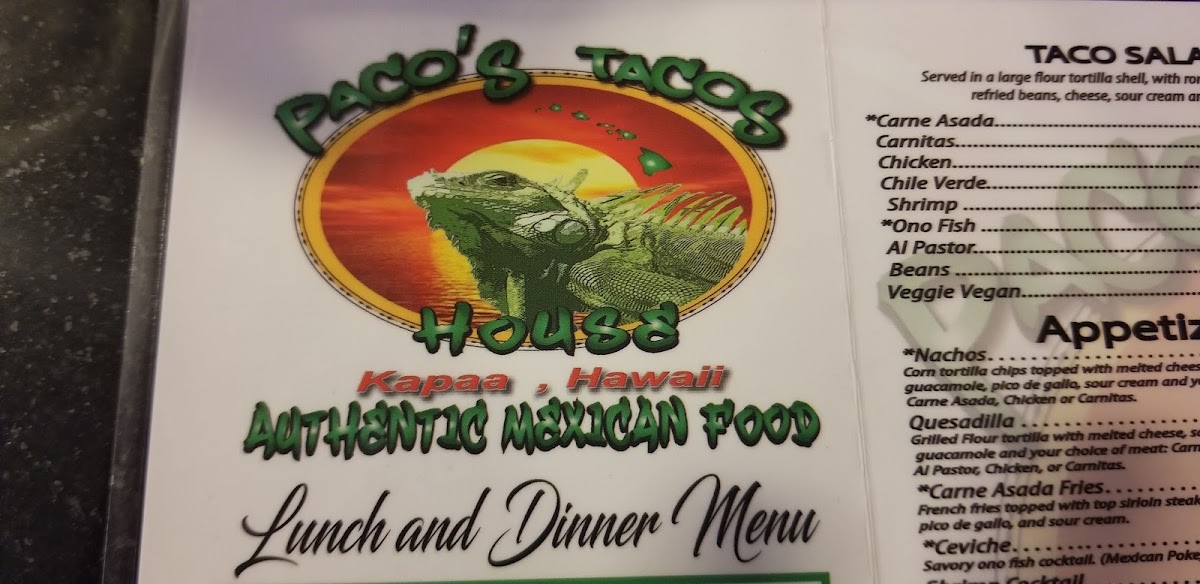 PACO'S TACOS
HOUSE
Kapaa , Hawaii
AUTHENTIC MEXICAN FOOD
Lunch and Dinner Menu
TACO SALA
Served in a large flour tortilla shell, with ro
refried beans, cheese, sour cream an
*Carne Asada
Carnitas
Chicken
Chile Verde
Shrimp
*Ono Fish
Al Pastor
Beans
Veggie Vegan
Appetiz
*Nachos
Corn tortilla chips topped with melted chees
guacamole, pico de gallo, sour cream and yo
Carne Asada, Chicken or Carnitas.
Quesadilla
Grilled Flour tortilla with melted cheese, so
guacamole and your choice of meat: Carn
Al Pastor, Chicken, or Carnitas.
*Carne Asada Fries
French fries topped with top sirloin steak
pico de gallo, and sour cream.
*Ceviche
Savory ono fish cocktail. (Mexican Poke
Shrimp Cocktail